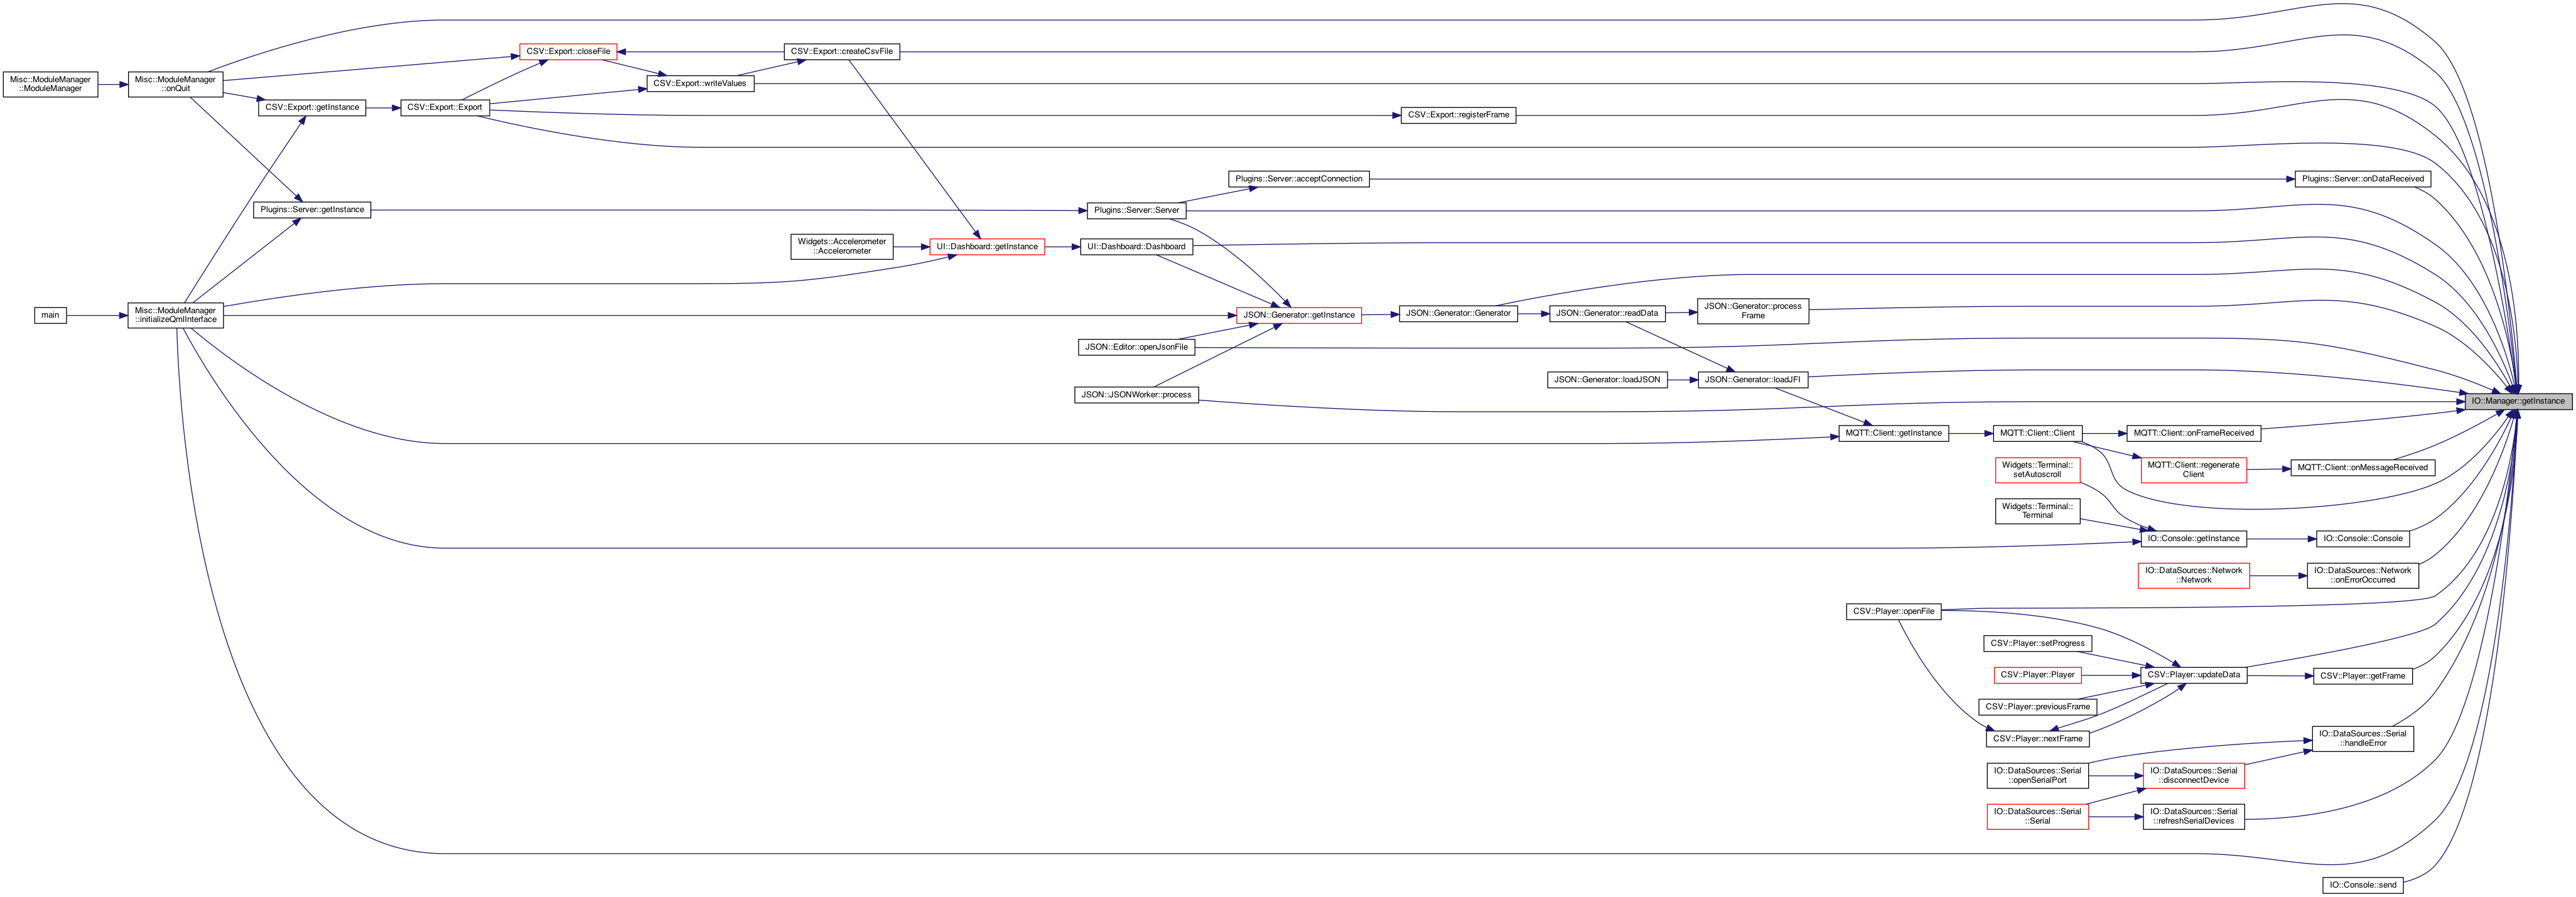 CSV::Export::closeFile
CSV::Export::createCsvFile
Misc::ModuleManager
::ModuleManager
Misc::ModuleManager
::onQuit
CSV::Export::writeValues
CSV::Export::getInstance
CSV::Export::Export
CSV::Export::registerFrame
Plugins::Server::acceptConnection
Plugins::Server::onDataReceived
Plugins::Server::getInstance
Plugins::Server::Server
Widgets::Accelerometer
::Accelerometer
UI::Dashboard::getInstance
UI::Dashboard::Dashboard
main
Misc::ModuleManager
::initializeQmlInterface
JSON::Generator::getInstance
JSON::Generator::Generator
JSON::Generator::readData
JSON::Generator::process
Frame
JSON::Editor::openJsonFile
JSON::Generator::loadJSON
JSON::Generator::loadJFI
JSON::JSONWorker::process
IO::Manager::getInstance
MQTT::Client::getInstance
MQTT::Client::Client
MQTT::Client::onFrameReceived
Widgets::Terminal::
setAutoscroll
MQTT::Client::regenerate
Client
MQTT::Client::onMessageReceived
Widgets::Terminal::
Terminal
IO::Console::getInstance
IO::Console::Console
IO::DataSources::Network
::Network
IO::DataSources::Network
::onErrorOccurred
CSV::Player::openFile
CSV::Player::setProgress
CSV::Player::Player
CSV::Player::updateData
CSV::Player::getFrame
CSV::Player::previousFrame
CSV::Player::nextFrame
IO::DataSources::Serial
::handleError
IO::DataSources::Serial
::openSerialPort
IO::DataSources::Serial
::disconnectDevice
IO::DataSources::Serial
::Serial
IO::DataSources::Serial
::refreshSerialDevices
IO::Console::send